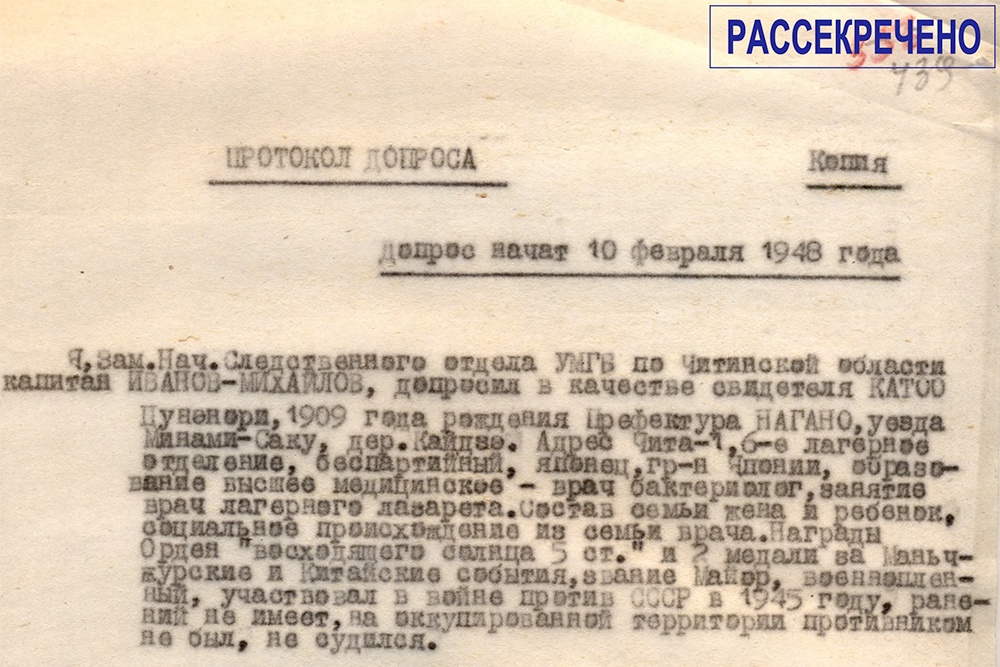 РАССЕКРЕЧЕНО
439
ПРОТОКОЛ ДОПРОСА
Копия
допрос начат 10 февраля 1948 года
Я,зам.Нач.Следственного отдела УМГБ по Читинской области
капитан ИВАНОВ-МИХАЙЛОВ, допросил в качестве свидетеля КАТОО
Цуненори,1909 года рождения Префектура НАГАНО,уезда
Минами-Саку, дер.Кайдзе. Адрес Чита-1,6-е лагерное
отделение, беспартийный, японец,гр-н Японии, образо-
вание высшее медицинское - врач бактериолог,занятие
врач лагерного лазарета.Состав семьи жена и ребенок,
социальное происхождение из семьи врача.Награды
Орден "восходящего солнца 5 ст." и 2 медали за Маньч-
журские и Китайские события,звание Майор, военноплен-
ный, участвовал в войне против СССР в 1945 году, ране-
ний не имеет,на оккупированной территории противником
не был, не судился.